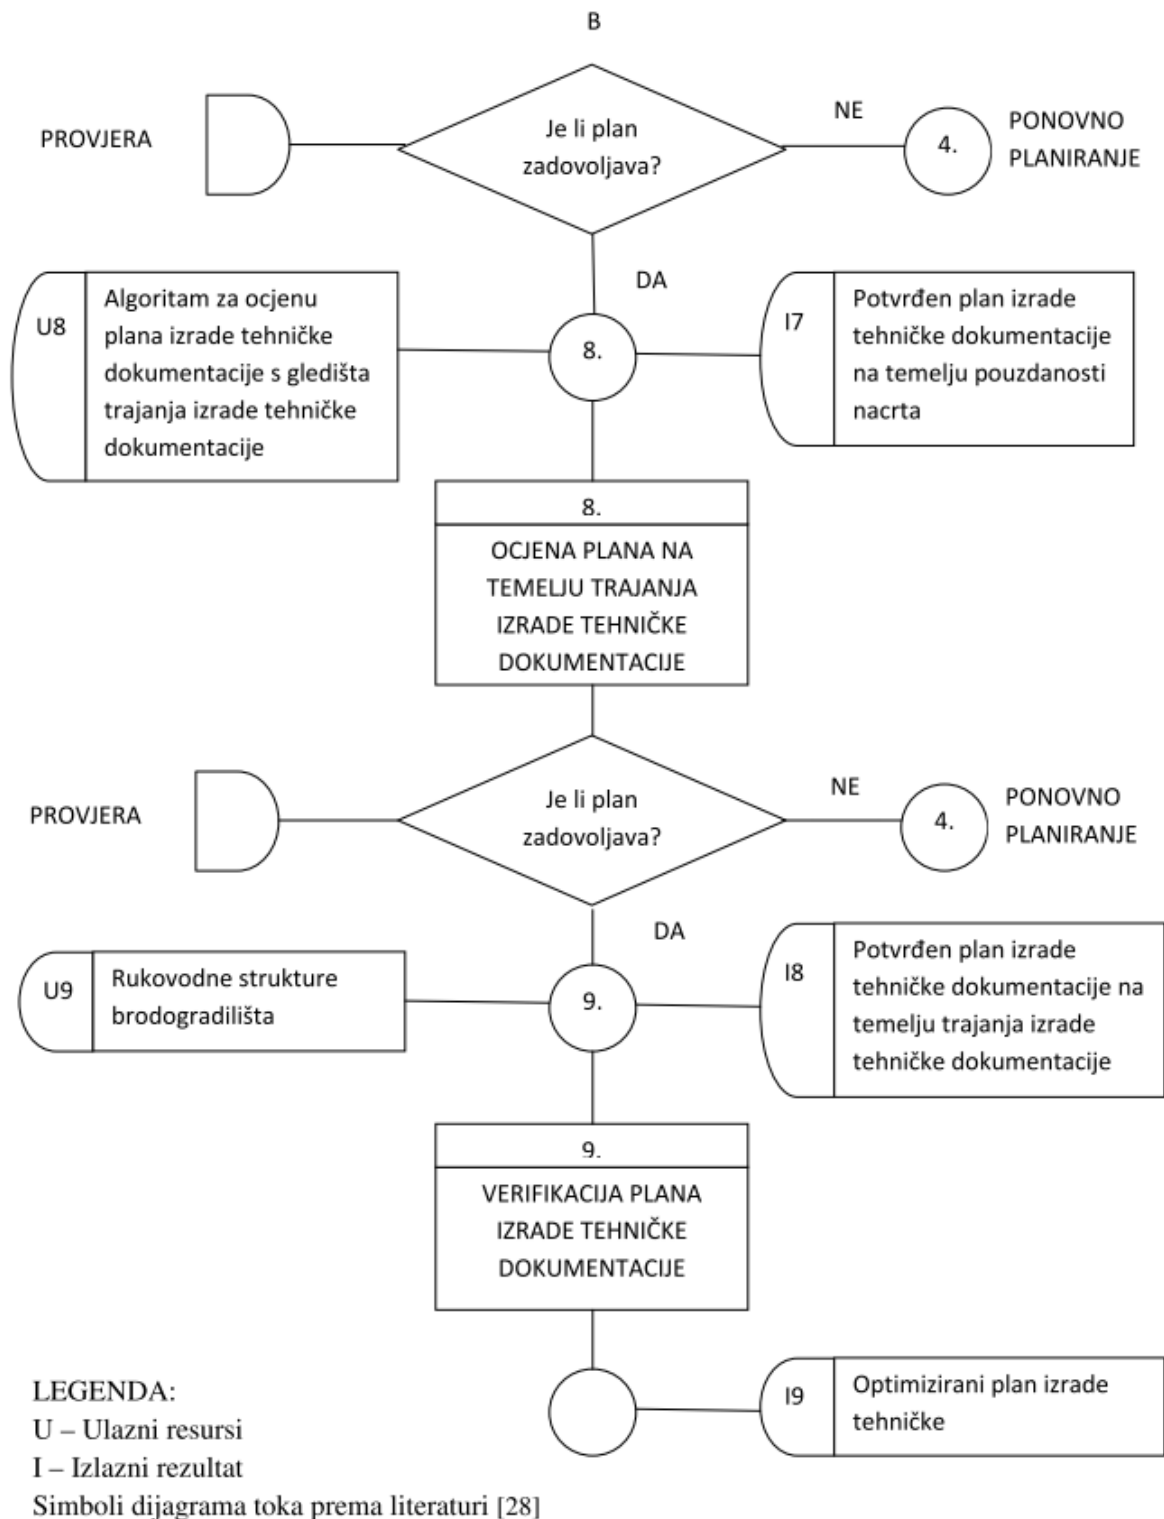 B
PROVJERA
Je li plan
zadovoljava?
NE
4.
PONOVNO
PLANIRANJE
DA
U8
Algoritam za ocjenu
plana izrade tehničke
dokumentacije s gledišta
trajanja izrade tehničke
dokumentacije
8.
I7
Potvrđen plan izrade
tehničke dokumentacije
na temelju pouzdanosti
nacrta
8.
OCJENA PLANA NA
TEMELJU TRAJANJA
IZRADE TEHNIČKE
DOKUMENTACIJE
PROVJERA
Je li plan
zadovoljava?
NE
4.
PONOVNO
PLANIRANJE
DA
U9
Rukovodne strukture
brodogradilišta
9.
I8
Potvrđen plan izrade
tehničke dokumentacije na
temelju trajanja izrade
tehničke dokumentacije
9.
VERIFIKACIJA PLANA
IZRADE TEHNIČKE
DOKUMENTACIJE
I9
Optimizirani plan izrade
tehničke
LEGENDA:
U – Ulazni resursi
I – Izlazni rezultat
Simboli dijagrama toka prema literaturi [28]